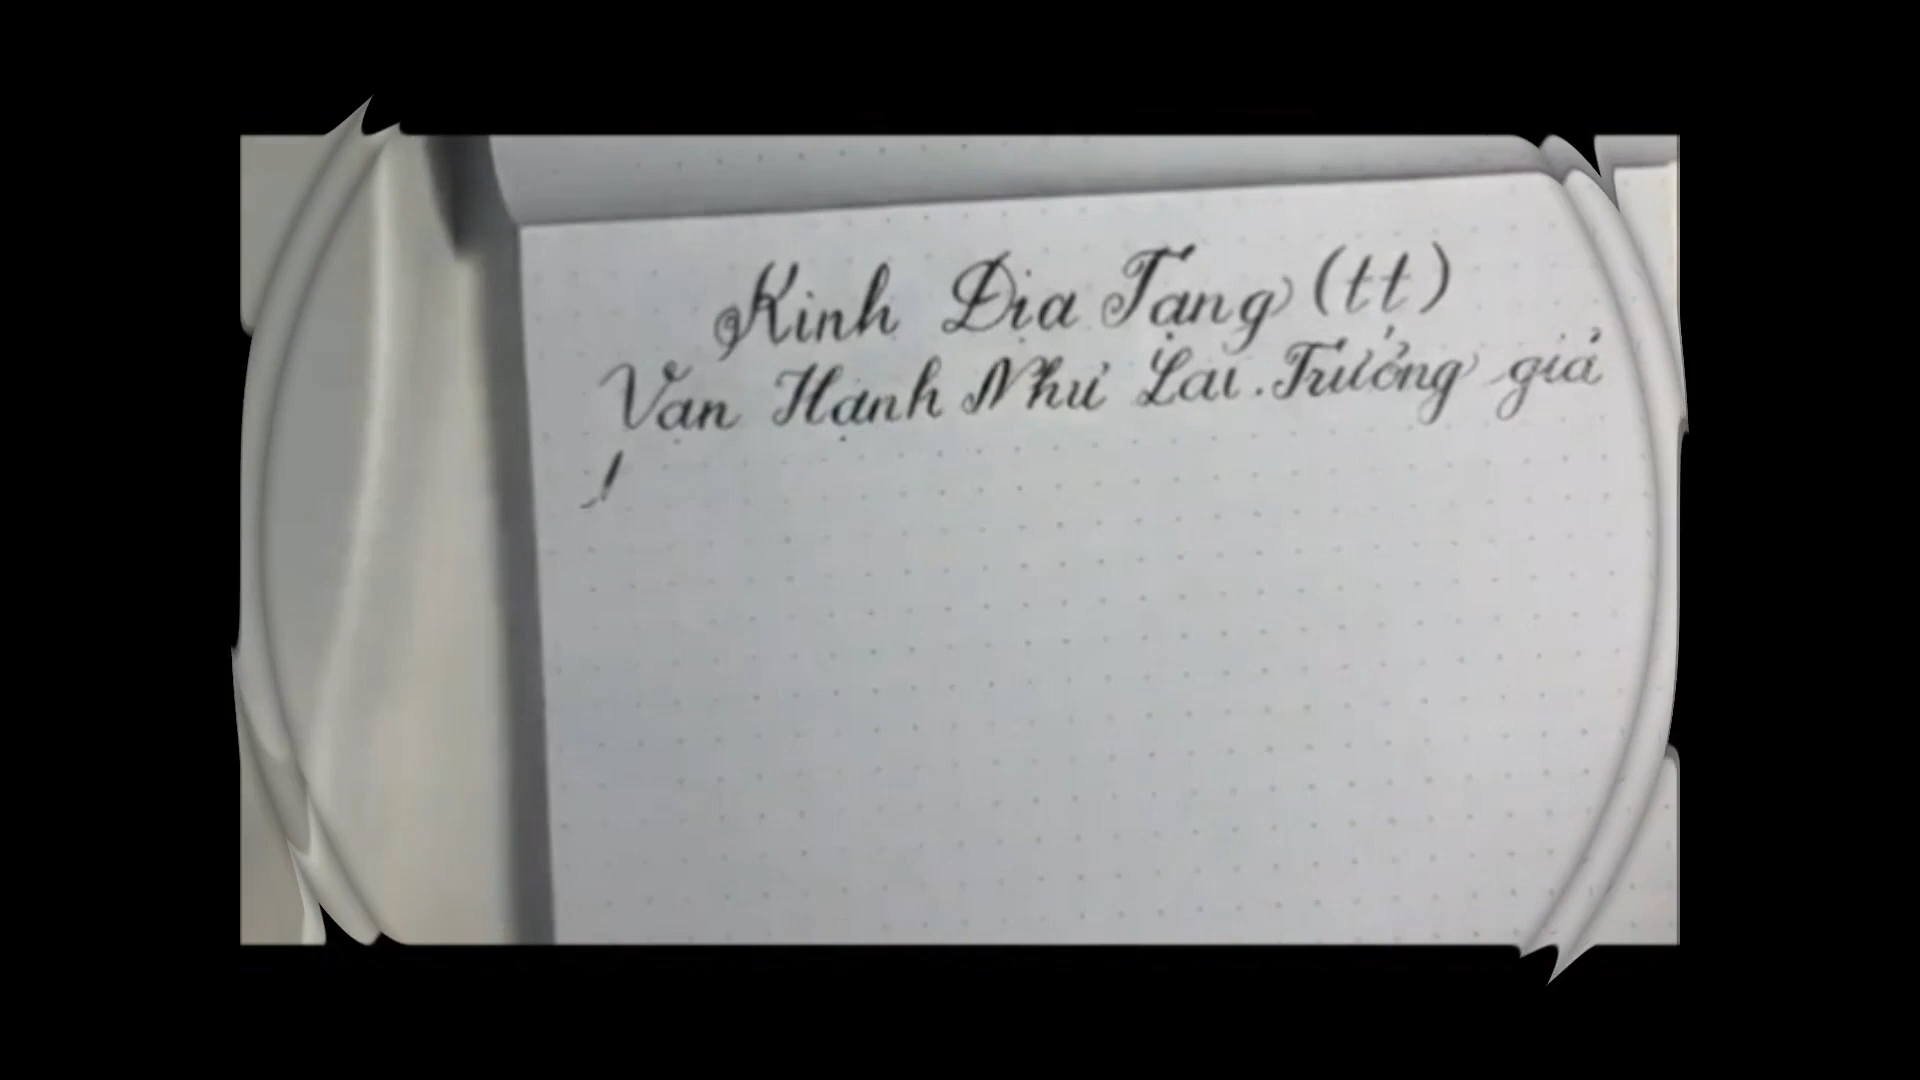 Kinh Địa Tạng (tt)
Vạn Hạnh Như Lai. Trưởng giả